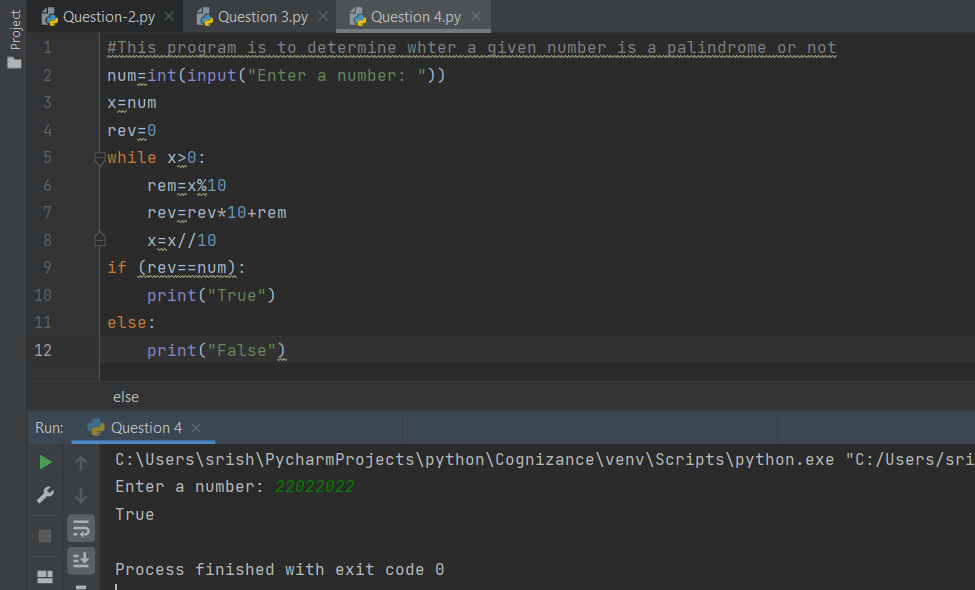 Project
Question-2.py
Question 3.py
Question 4.py
1 #This program is to determine whter a given number is a palindrome or not
2 num=int(input("Enter a number: "))
3 x=num
4 rev=0
5 while x>0:
6     rem=x%10
7     rev=rev*10+rem
8     x=x//10
9 if (rev==num):
10     print("True")
11 else:
12     print("False")
else
Run: Question 4
C:\Users\srish\PycharmProjects\python\Cognizance\venv\Scripts\python.exe "C:/Users/sri
Enter a number: 22022022
True
Process finished with exit code 0